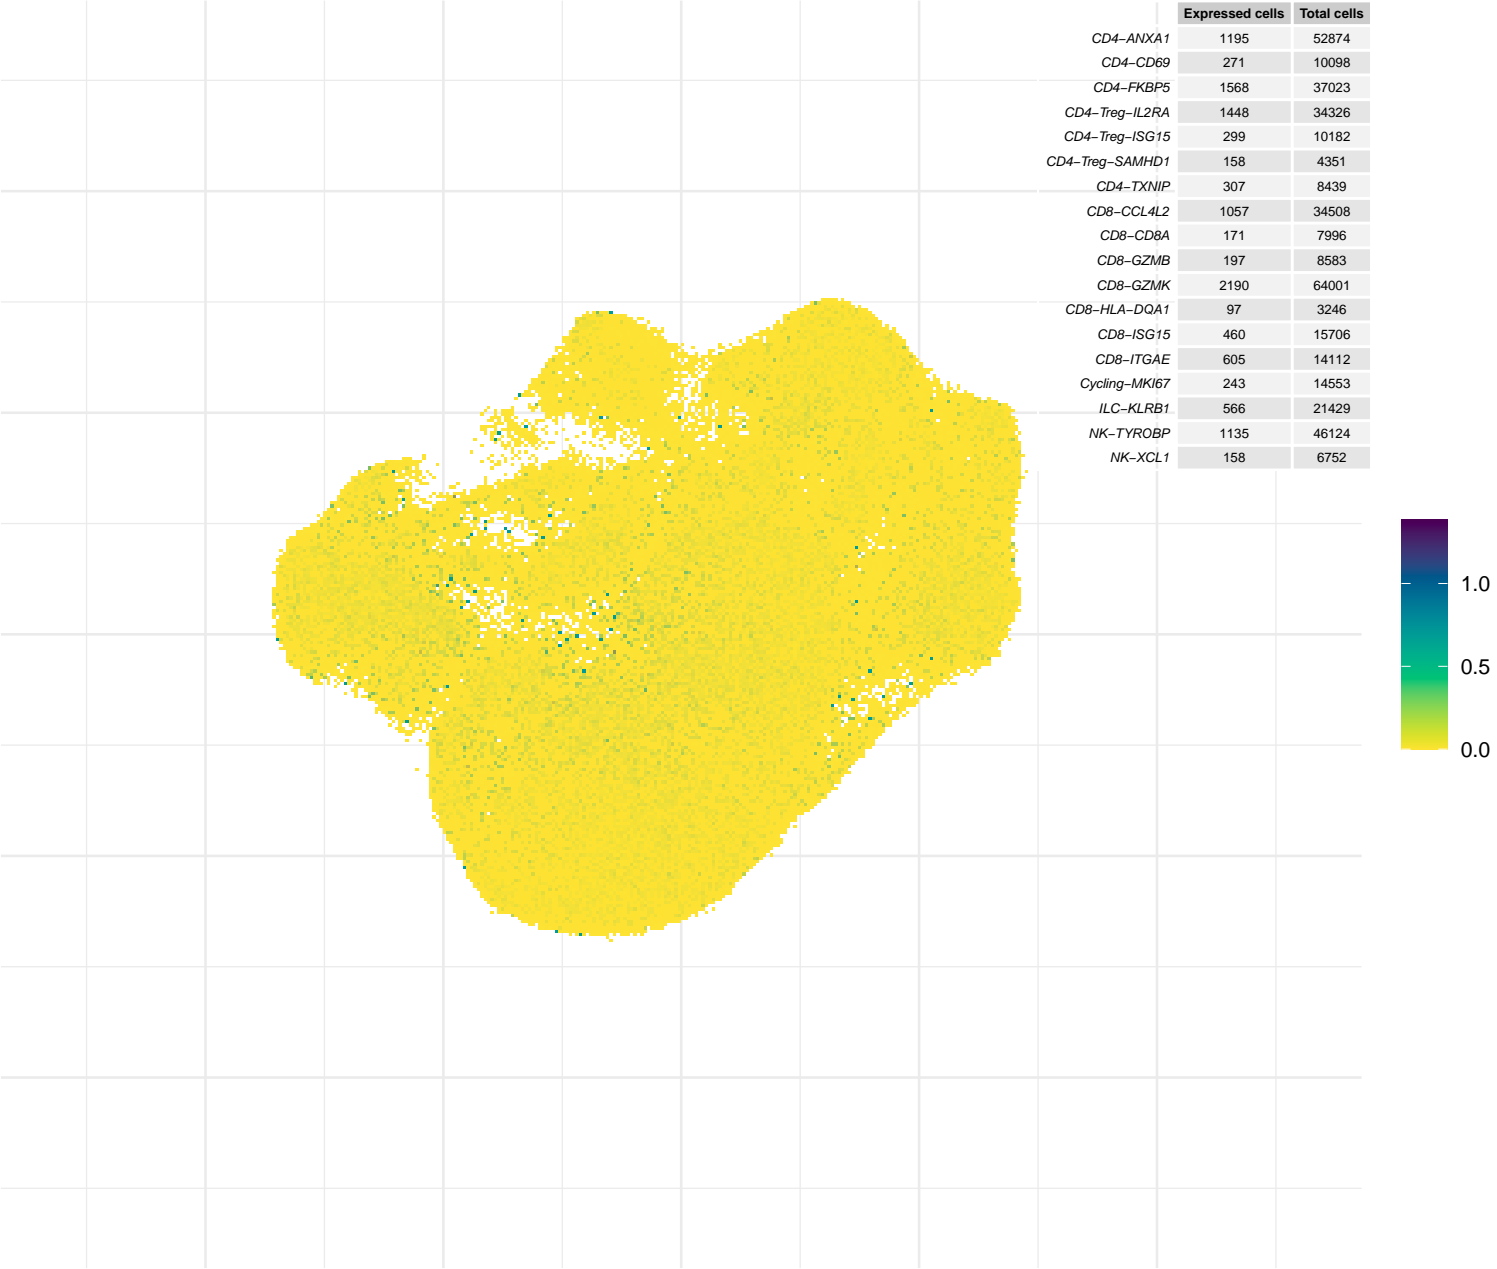 Expressed cells Total cells
CD4−ANXA1 1195 52874
CD4−CD69 271 10098
CD4−FKBP5 1568 37023
CD4−Treg−IL2RA 1448 34326
CD4−Treg−ISG15 299 10182
CD4−Treg−SAMHD1 158 4351
CD4−TXNIP 307 8439
CD8−CCL4L2 1057 34508
CD8−CD8A 171 7996
CD8−GZMB 197 8583
CD8−GZMK 2190 64001
CD8−HLA−DQA1 97 3246
CD8−ISG15 460 15706
CD8−ITGAE 605 14112
Cycling−MKI67 243 14553
ILC−KLRB1 566 21429
NK−TYROBP 1135 46124
NK−XCL1 158 6752
1.0
0.5
0.0